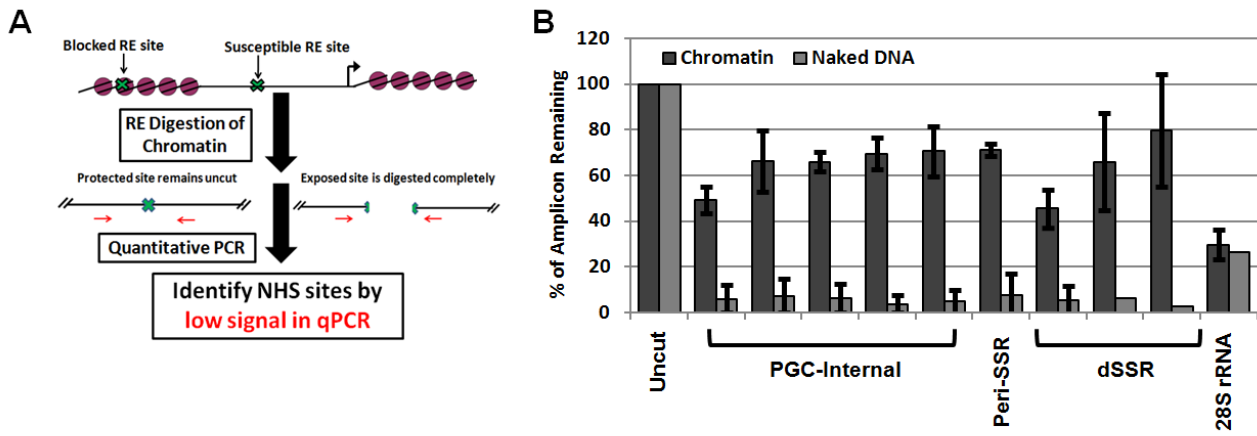 A
Blocked RE site
Susceptible RE site
RE Digestion of
Chromatin
Protected site remains uncut
Exposed site is digested completely
Quantitative PCR
Identify NHS sites by
low signal in qPCR
B
% of Amplicon Remaining
120
100
80
60
40
20
0
Chromatin
Naked DNA
Uncut
PGC-Internal
Peri-SSR
dSSR
28S rRNA